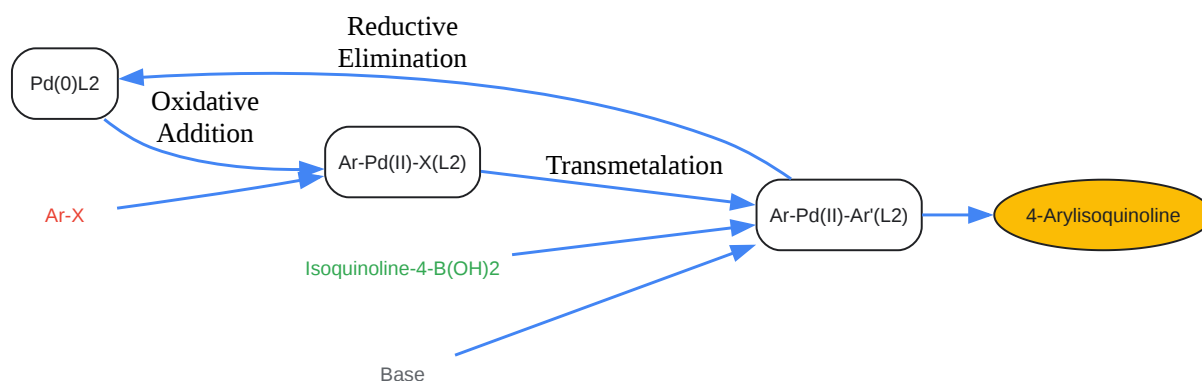 Reductive
Elimination
Pd(0)L2
Oxidative
Addition
Ar-Pd(II)-X(L2)
Transmetalation
Ar-X
Ar-Pd(II)-Ar'(L2)
4-Arylisoquinoline
Isoquinoline-4-B(OH)2
Base